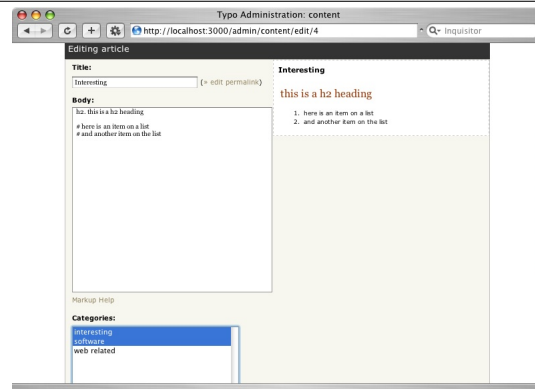 Typo Administration: content
http://localhost:3000/admin/content/edit/4
Inquisitor
Editing article
Title:
Interesting
(» edit permalink)
Body:
h2. this is a h2 heading
# here is an item on a list
# and another item on the list
Markup Help
Categories:
interesting
software
web related
Interesting
this is a h2 heading
1. here is an item on a list
2. and another item on the list